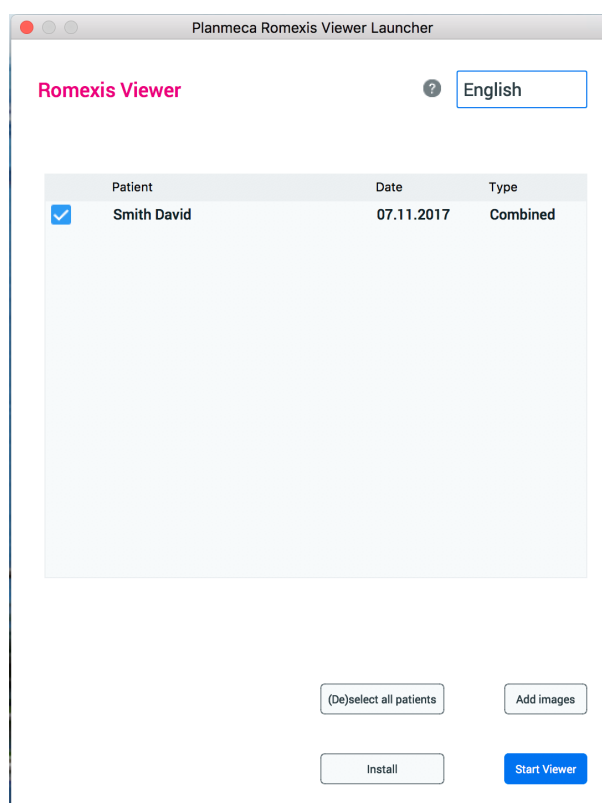 Planmeca Romexis Viewer Launcher
Romexis Viewer ? English
Patient Date Type
Smith David 07.11.2017 Combined
(De)select all patients Add images
Install Start Viewer